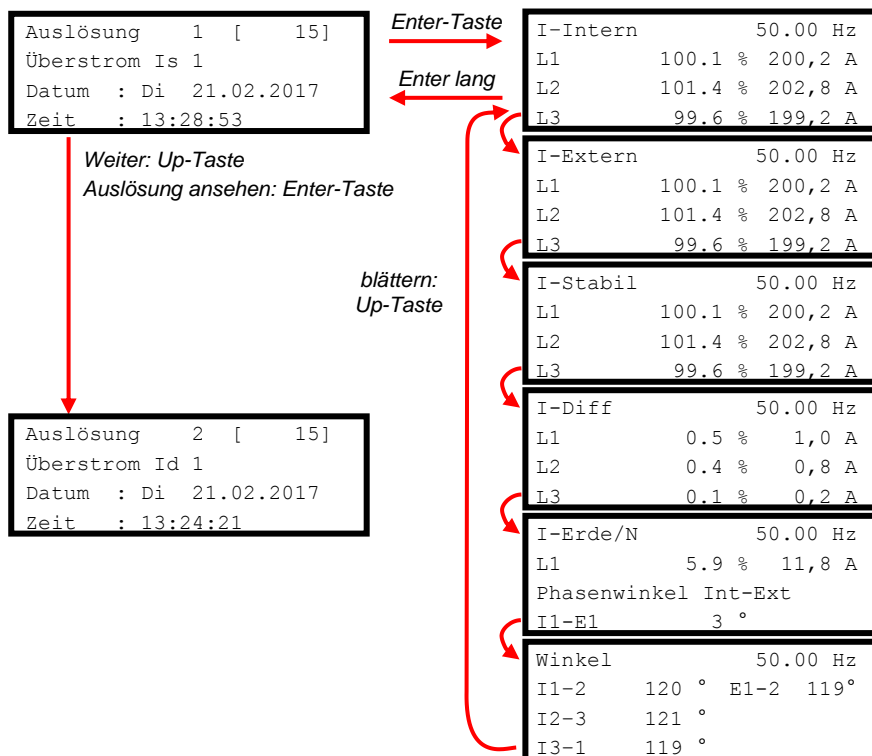 Auslösung 1 [ 15]
Überstrom Is 1
Datum : Di 21.02.2017
Zeit : 13:28:53
Enter-Taste
Enter lang
Weiter: Up-Taste
Auslösung ansehen: Enter-Taste
Auslösung 2 [ 15]
Überstrom Id 1
Datum : Di 21.02.2017
Zeit : 13:24:21
blättern:
Up-Taste
I-Intern 50.00 Hz
L1 100.1 % 200,2 A
L2 101.4 % 202,8 A
L3 99.6 % 199,2 A
I-Extern 50.00 Hz
L1 100.1 % 200,2 A
L2 101.4 % 202,8 A
L3 99.6 % 199,2 A
I-Stabil 50.00 Hz
L1 100.1 % 200,2 A
L2 101.4 % 202,8 A
L3 99.6 % 199,2 A
I-Diff 50.00 Hz
L1 0.5 % 1,0 A
L2 0.4 % 0,8 A
L3 0.1 % 0,2 A
I-Erde/N 50.00 Hz
L1 5.9 % 11,8 A
Phasenwinkel Int-Ext
I1-E1 3 °
Winkel 50.00 Hz
I1-2 120 ° E1-2 119°
I2-3 121 °
I3-1 119 °